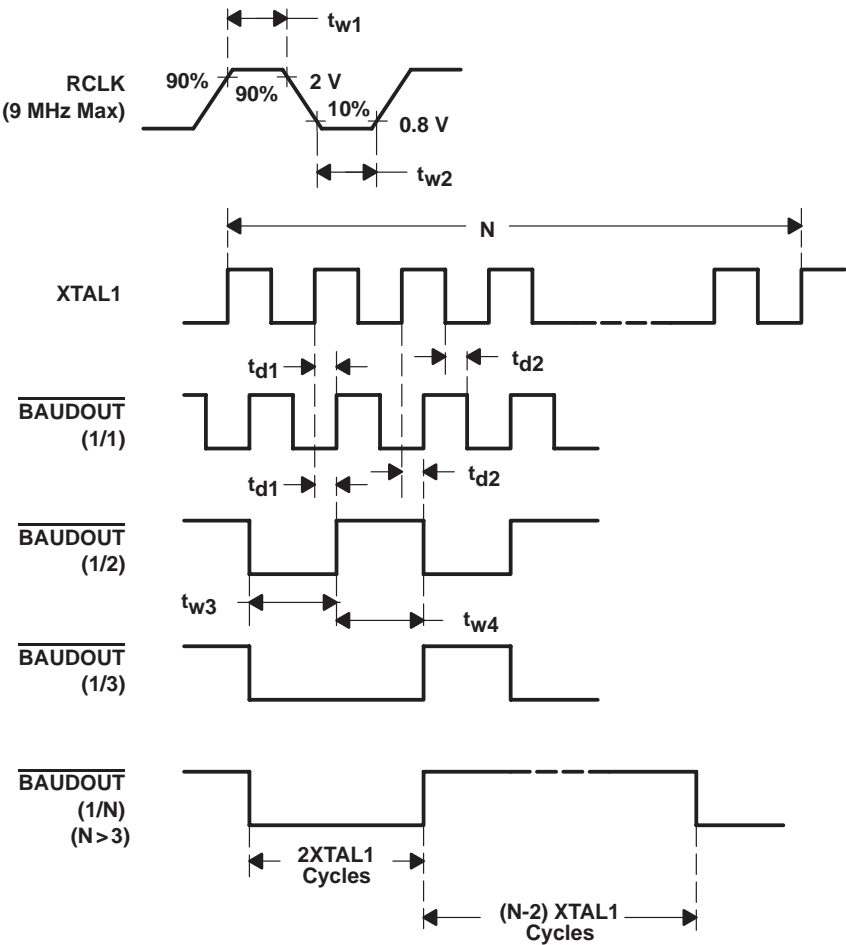 tw1
RCLK
(9 MHz Max)
90%
90%
2 V
10%
0.8 V
tw2
N
XTAL1
td1
td2
BAUDOUT
(1/1)
td1
td2
BAUDOUT
(1/2)
tw3
tw4
BAUDOUT
(1/3)
BAUDOUT
(1/N)
(N>3)
2XTAL1
Cycles
(N-2) XTAL1
Cycles